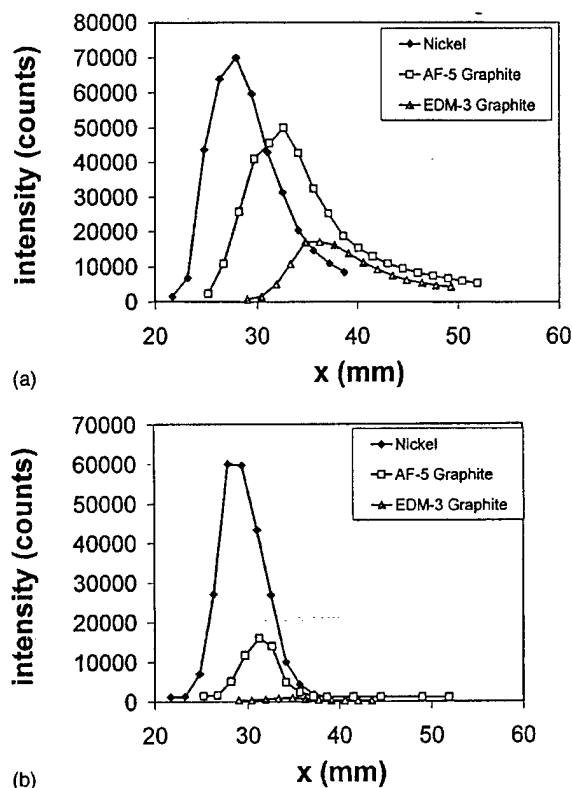 80000
70000
60000
50000
40000
30000
20000
10000
0
intensity (counts)
Nickel
AF-5 Graphite
EDM-3 Graphite
20 30 40 50 60
x (mm)
(a)
70000
60000
50000
40000
30000
20000
10000
0
intensity (counts)
Nickel
AF-5 Graphite
EDM-3 Graphite
20 30 40 50 60
x (mm)
(b)